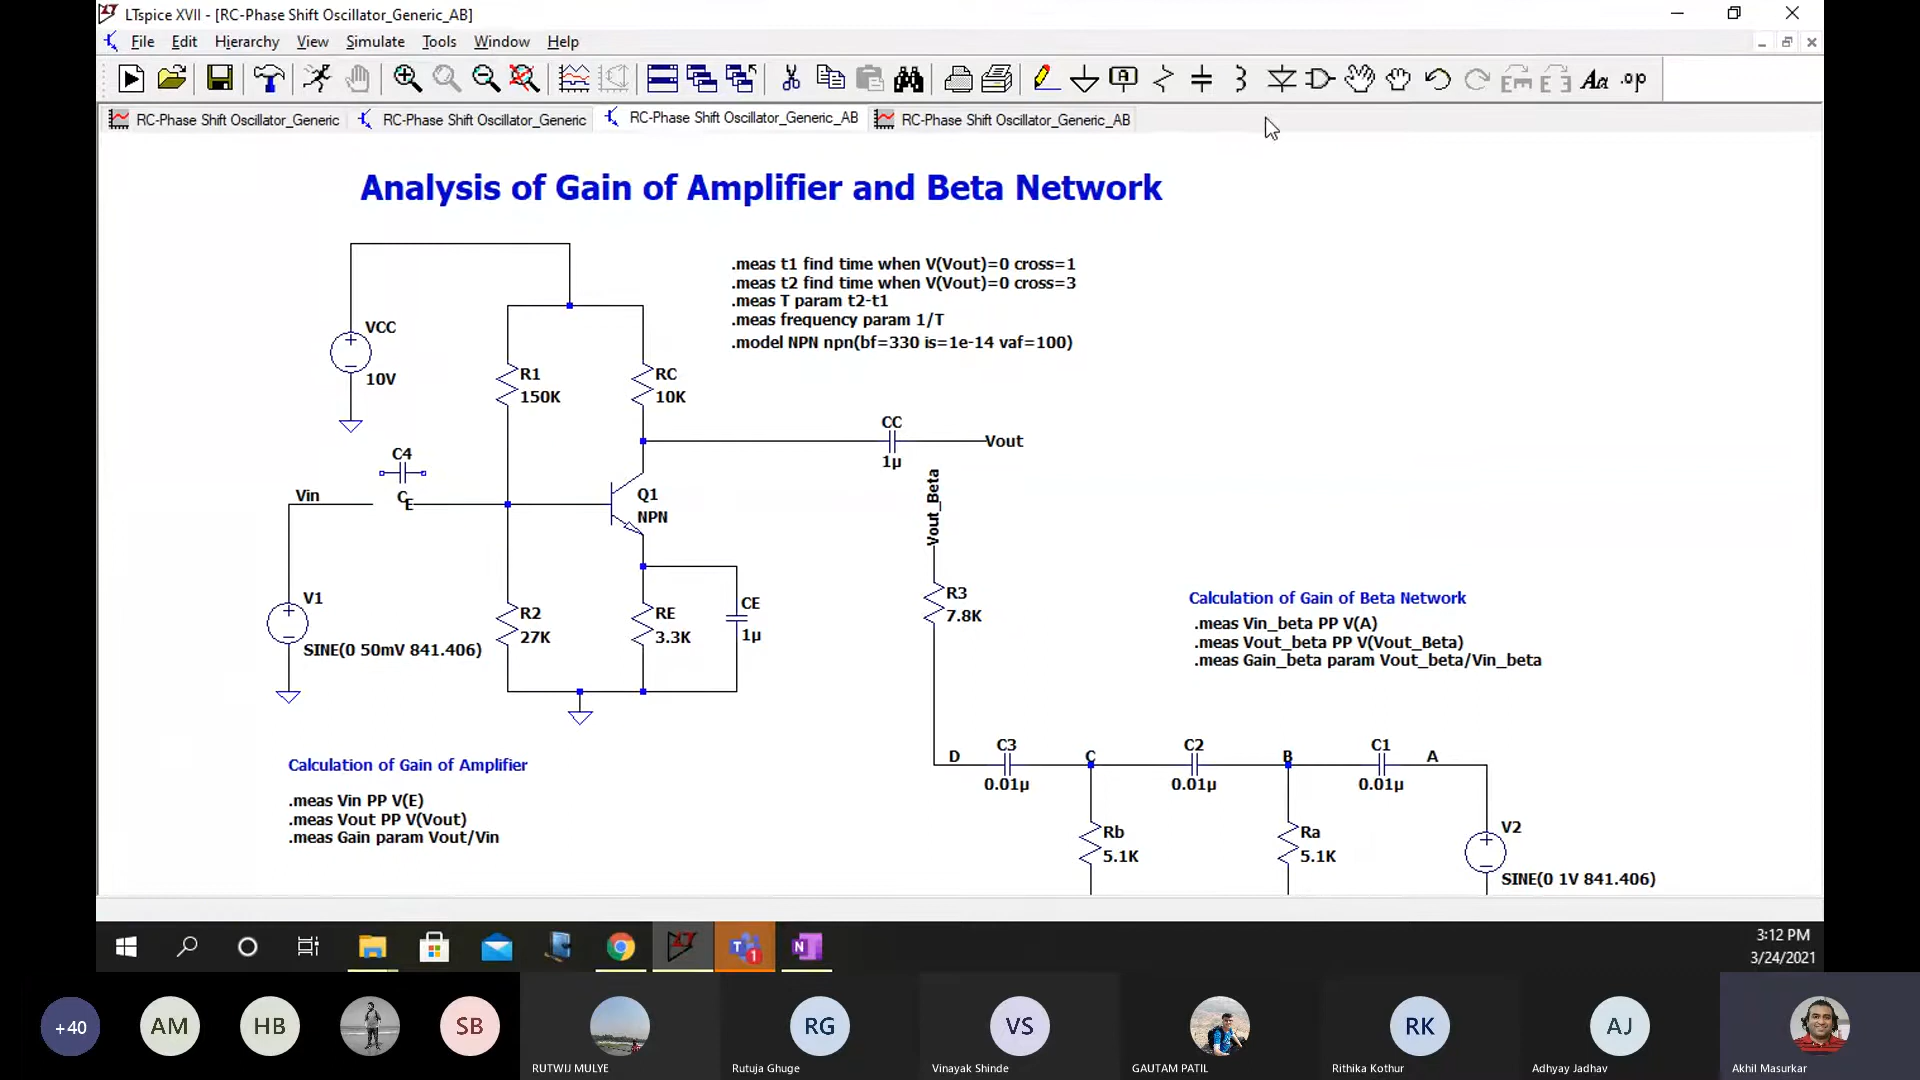 LTspice XVII - [RC-Phase Shift Oscillator_Generic_AB]
File Edit Hierarchy View Simulate Tools Window Help
A
Aa .op
RC-Phase Shift Oscillator_Generic
RC-Phase Shift Oscillator_Generic
RC-Phase Shift Oscillator_Generic_AB
RC-Phase Shift Oscillator_Generic_AB
Analysis of Gain of Amplifier and Beta Network
.meas t1 find time when V(Vout)=0 cross=1
.meas t2 find time when V(Vout)=0 cross=3
.meas T param t2-t1
.meas frequency param 1/T
.model NPN npn(bf=330 is=1e-14 vaf=100)
VCC
10V
R1
150K
RC
10K
CC
1µ
Vout
C4
C
E
Vin
Q1
NPN
Vout_Beta
V1
SINE(0 50mV 841.406)
R2
27K
RE
3.3K
CE
1µ
R3
7.8K
Calculation of Gain of Beta Network
.meas Vin_beta PP V(A)
.meas Vout_beta PP V(Vout_Beta)
.meas Gain_beta param Vout_beta/Vin_beta
D
C3
0.01µ
C
C2
0.01µ
B
C1
0.01µ
A
Rb
5.1K
Ra
5.1K
V2
SINE(0 1V 841.406)
Calculation of Gain of Amplifier
.meas Vin PP V(E)
.meas Vout PP V(Vout)
.meas Gain param Vout/Vin
LT
T
1
N
3:12 PM
3/24/2021
+40
AM
HB
SB
RUTWIJ MULYE
RG
Rutuja Ghuge
VS
Vinayak Shinde
GAUTAM PATIL
RK
Rithika Kothur
AJ
Adhyay Jadhav
Akhil Masurkar